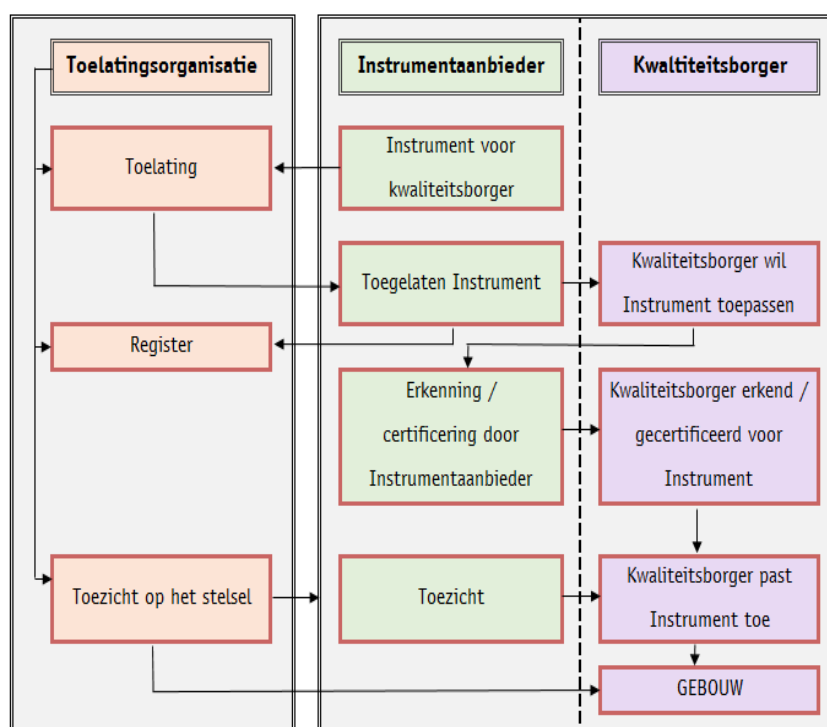 Toelatingsorganisatie
Instrumentaanbieder
Kwaltiteitsborger
Toelating
Instrument voor
kwaliteitsborger
Toegelaten Instrument
Kwaliteitsborger wil
Instrument toepassen
Register
Erkenning /
certificering door
Instrumentaanbieder
Kwaliteitsborger erkend /
gecertificeerd voor
Instrument
Toezicht op het stelsel
Toezicht
Kwaliteitsborger past
Instrument toe
GEBOUW